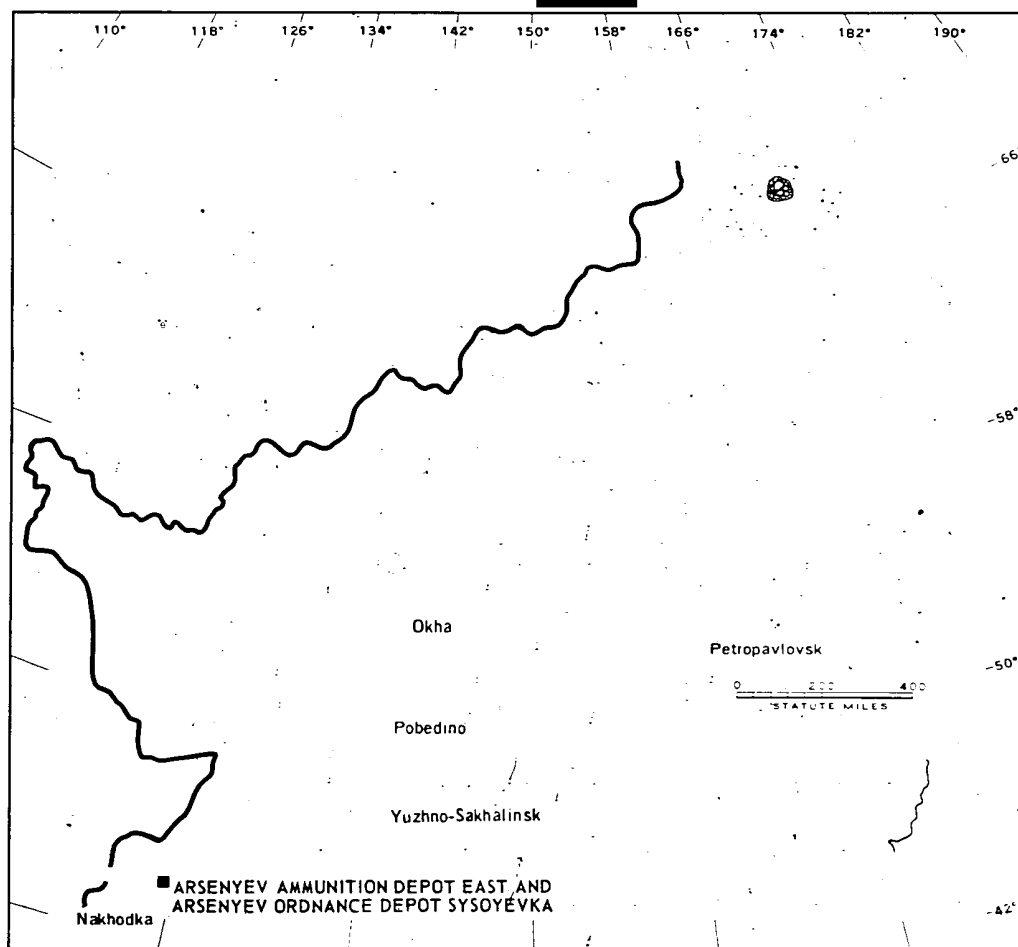 110° 118° 126° 134° 142° 150° 158° 166° 174° 182° 190°
66°
58°
Okha
Petropavlovsk
50°
0 200 400
STATUTE MILES
Pobedino
Yuzhno-Sakhalinsk
ARSENYEV AMMUNITION DEPOT EAST AND
ARSENYEV ORDNANCE DEPOT SYSOYEVKA
42°
Nakhodka